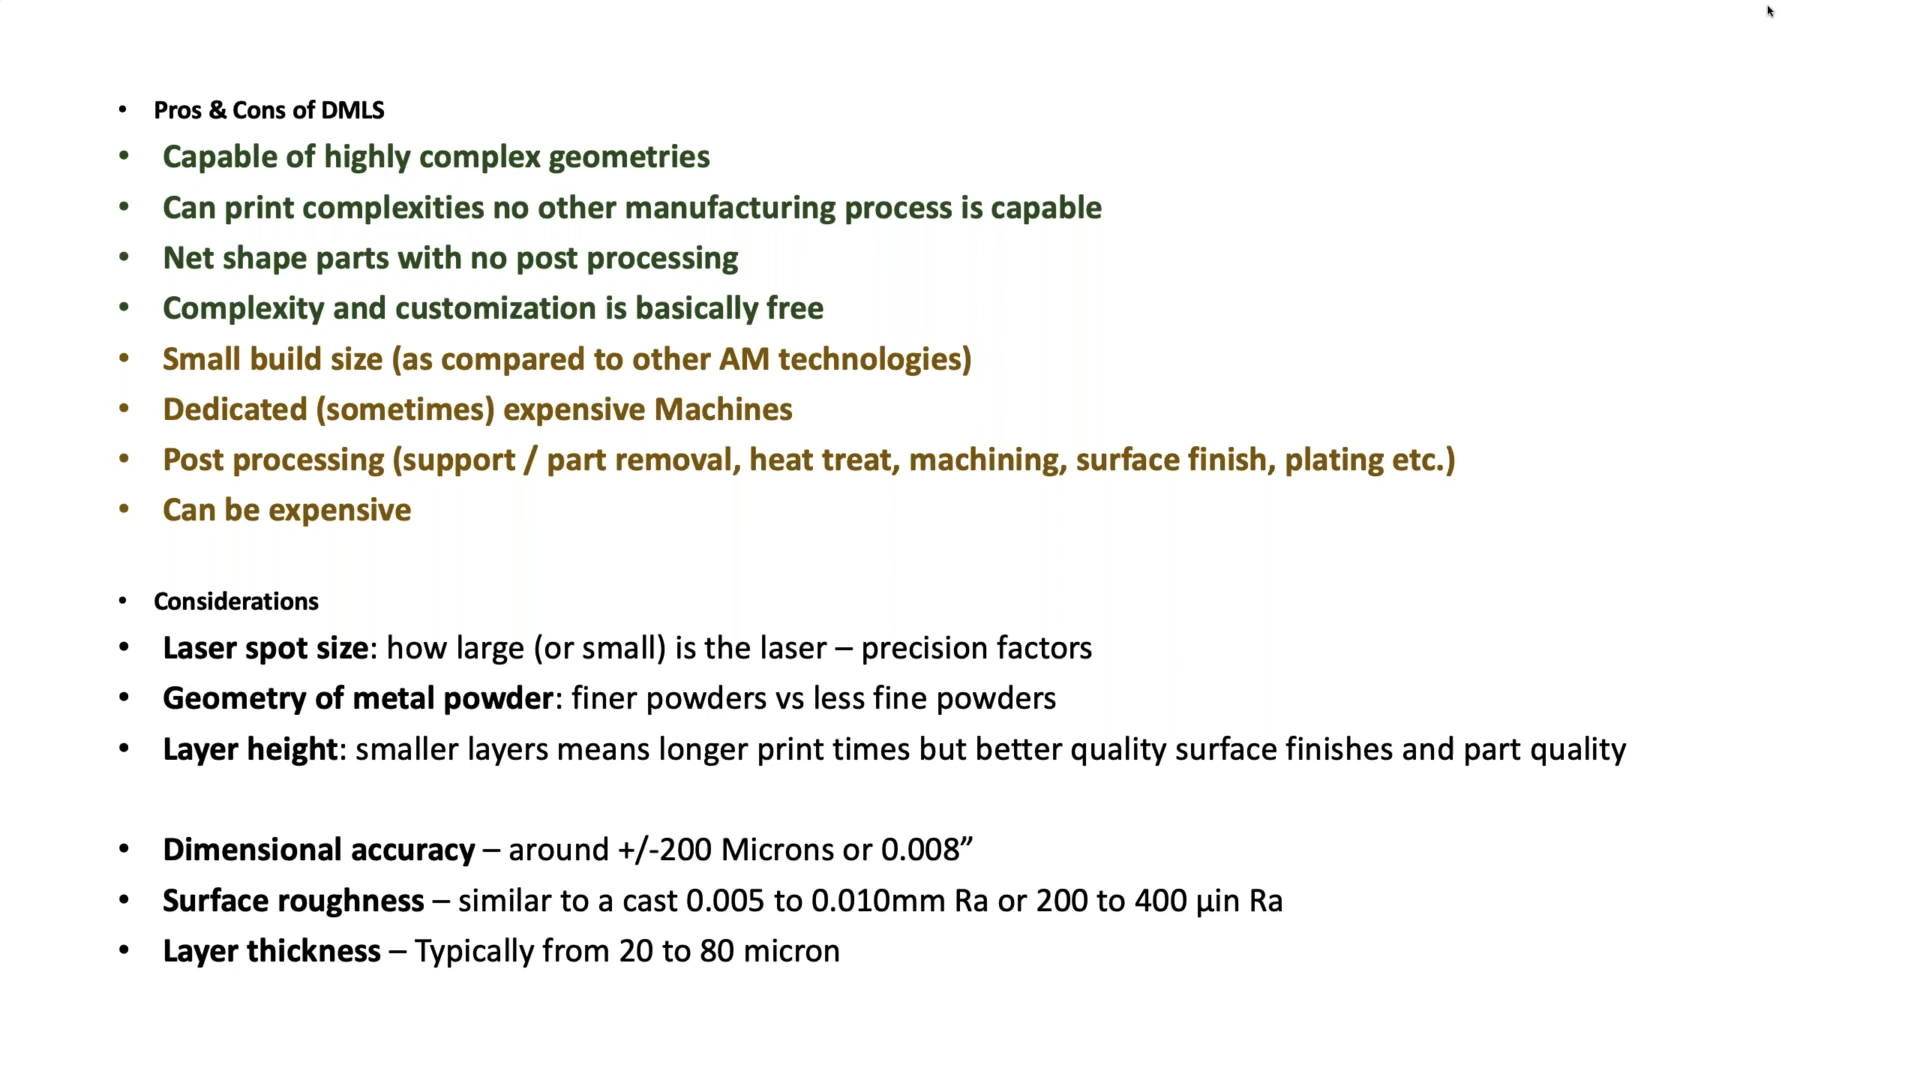 • Pros & Cons of DMLS
• Capable of highly complex geometries
• Can print complexities no other manufacturing process is capable
• Net shape parts with no post processing
• Complexity and customization is basically free
• Small build size (as compared to other AM technologies)
• Dedicated (sometimes) expensive Machines
• Post processing (support / part removal, heat treat, machining, surface finish, plating etc.)
• Can be expensive
• Considerations
• Laser spot size: how large (or small) is the laser – precision factors
• Geometry of metal powder: finer powders vs less fine powders
• Layer height: smaller layers means longer print times but better quality surface finishes and part quality
• Dimensional accuracy – around +/-200 Microns or 0.008”
• Surface roughness – similar to a cast 0.005 to 0.010mm Ra or 200 to 400 µin Ra
• Layer thickness – Typically from 20 to 80 micron